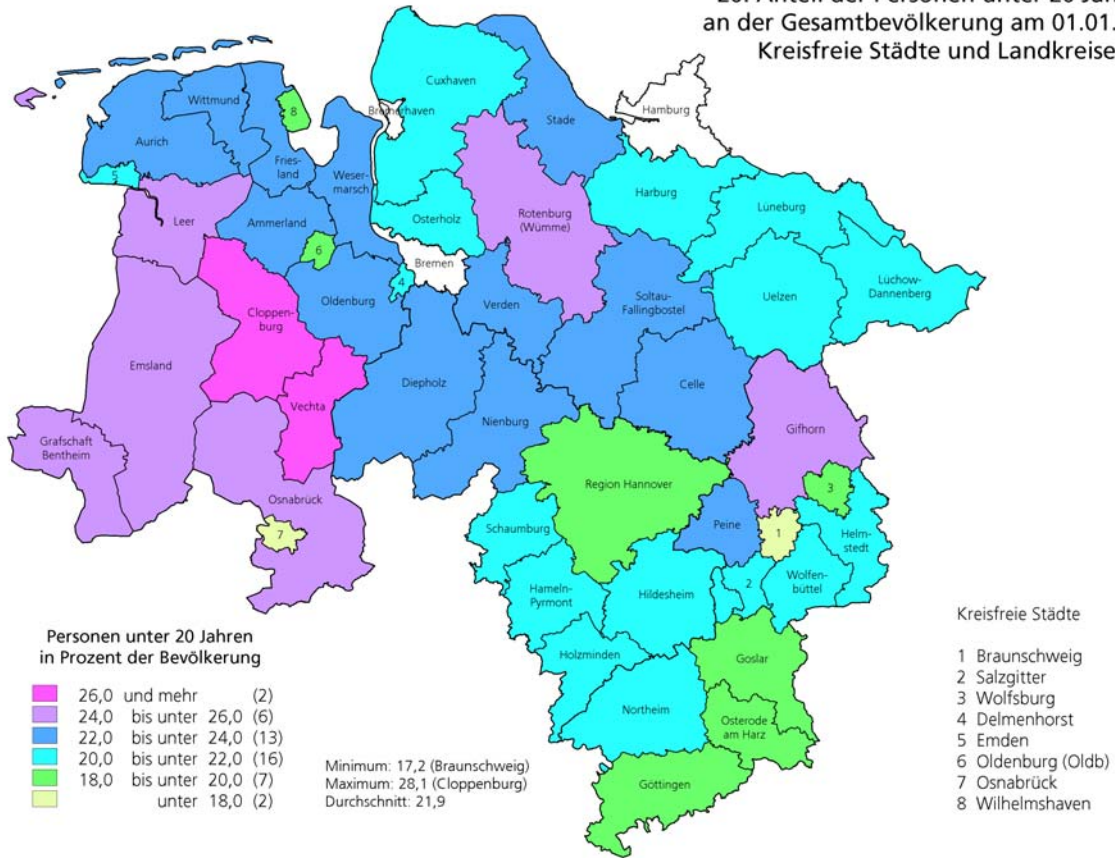 an der Gesamtbevölkerung am 01.01.
Kreisfreie Städte und Landkreise
Cuxhaven
Wittmund
8
Bremerhaven
Hamburg
Stade
Aurich
Fries-
land
Weser-
marsch
5
Harburg
Lüneburg
Leer
Ammerland
Osterholz
Rotenburg
(Wümme)
6
Bremen
4
Lüchow-
Dannenberg
Uelzen
Oldenburg
Verden
Soltau-
Fallingbostel
Cloppen-
burg
Emsland
Diepholz
Celle
Vechta
Nienburg
Gifhorn
Grafschaft
Bentheim
Region Hannover
3
Osnabrück
Schaumburg
Peine
7
1
Helm-
stedt
Hameln-
Pyrmont
Hildesheim
2
Wolfen-
büttel
Holzminden
Goslar
Northeim
Osterode
am Harz
Göttingen
Personen unter 20 Jahren
in Prozent der Bevölkerung
26,0 und mehr (2)
24,0 bis unter 26,0 (6)
22,0 bis unter 24,0 (13)
20,0 bis unter 22,0 (16)
18,0 bis unter 20,0 (7)
unter 18,0 (2)
Minimum: 17,2 (Braunschweig)
Maximum: 28,1 (Cloppenburg)
Durchschnitt: 21,9
Kreisfreie Städte
1 Braunschweig
2 Salzgitter
3 Wolfsburg
4 Delmenhorst
5 Emden
6 Oldenburg (Oldb)
7 Osnabrück
8 Wilhelmshaven